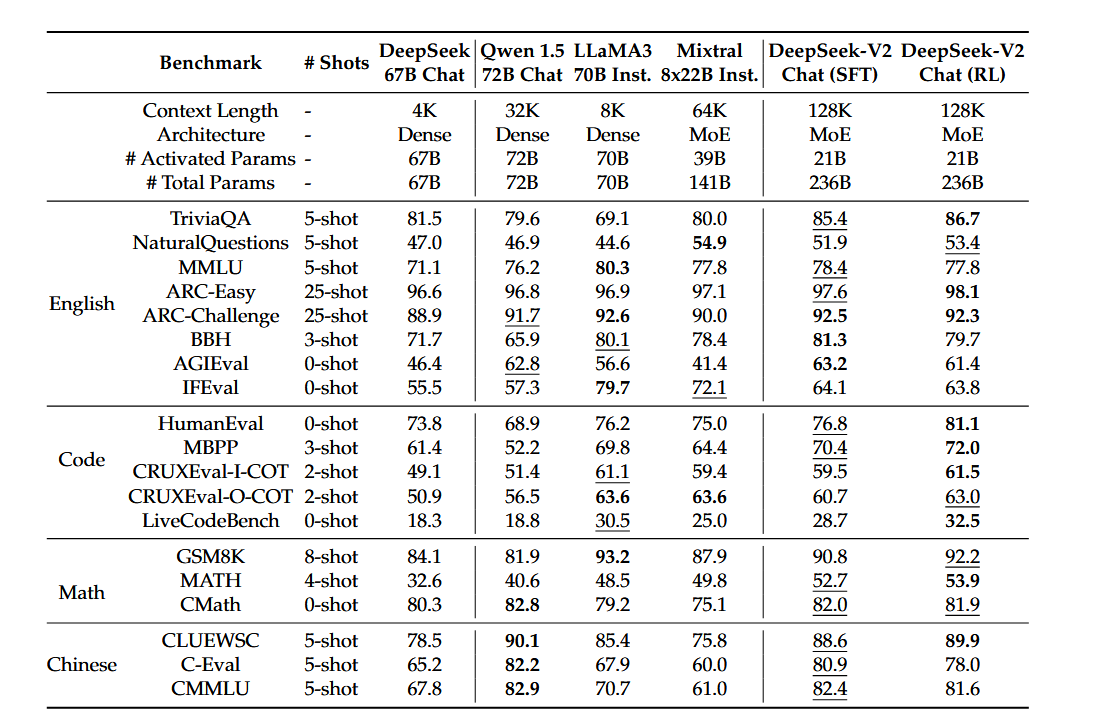 Benchmark # Shots DeepSeek 67B Chat Qwen 1.5 72B Chat LLaMA3 70B Inst. Mixtral 8x22B Inst. DeepSeek-V2 Chat (SFT) DeepSeek-V2 Chat (RL)
Context Length - 4K 32K 8K 64K 128K 128K
Architecture - Dense Dense Dense MoE MoE MoE
# Activated Params - 67B 72B 70B 39B 21B 21B
# Total Params - 67B 72B 70B 141B 236B 236B
English
TriviaQA 5-shot 81.5 79.6 69.1 80.0 85.4 86.7
NaturalQuestions 5-shot 47.0 46.9 44.6 54.9 51.9 53.4
MMLU 5-shot 71.1 76.2 80.3 77.8 78.4 77.8
ARC-Easy 25-shot 96.6 96.8 96.9 97.1 97.6 98.1
ARC-Challenge 25-shot 88.9 91.7 92.6 90.0 92.5 92.3
BBH 3-shot 71.7 65.9 80.1 78.4 81.3 79.7
AGIEval 0-shot 46.4 62.8 56.6 41.4 63.2 61.4
IFEval 0-shot 55.5 57.3 79.7 72.1 64.1 63.8
Code
HumanEval 0-shot 73.8 68.9 76.2 75.0 76.8 81.1
MBPP 3-shot 61.4 52.2 69.8 64.4 70.4 72.0
CRUXEval-I-COT 2-shot 49.1 51.4 61.1 59.4 59.5 61.5
CRUXEval-O-COT 2-shot 50.9 56.5 63.6 63.6 60.7 63.0
LiveCodeBench 0-shot 18.3 18.8 30.5 25.0 28.7 32.5
Math
GSM8K 8-shot 84.1 81.9 93.2 87.9 90.8 92.2
MATH 4-shot 32.6 40.6 48.5 49.8 52.7 53.9
CMath 0-shot 80.3 82.8 79.2 75.1 82.0 81.9
Chinese
CLUEWSC 5-shot 78.5 90.1 85.4 75.8 88.6 89.9
C-Eval 5-shot 65.2 82.2 67.9 60.0 80.9 78.0
CMMLU 5-shot 67.8 82.9 70.7 61.0 82.4 81.6